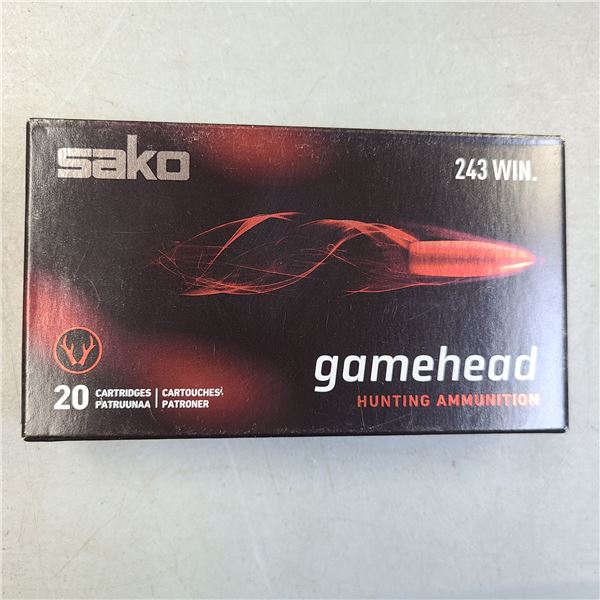 sako
243 WIN.
gamehead
HUNTING AMMUNITION
20 CARTRIDGES | CARTOUCHES
PATRUUNAA | PATRONER